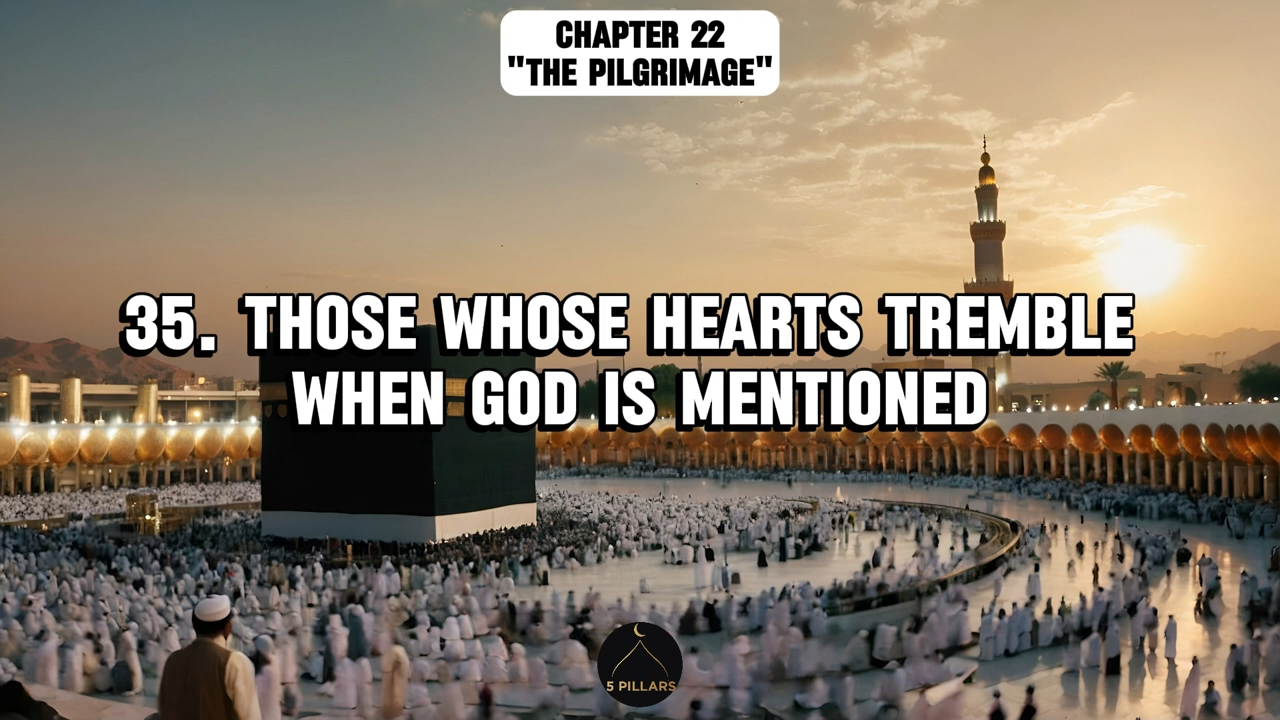 CHAPTER 22
"THE PILGRIMAGE"
35. THOSE WHOSE HEARTS TREMBLE
WHEN GOD IS MENTIONED
5 PILLARS